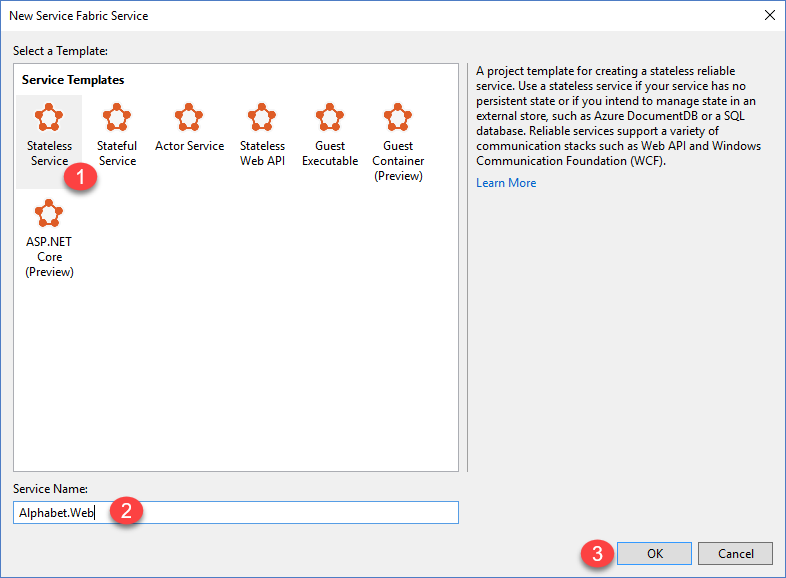 New Service Fabric Service
Select a Template:
Service Templates
Stateless
Service
Stateful
Service
Actor Service
Stateless
Web API
Guest
Executable
Guest
Container
(Preview)
1
ASP.NET
Core
(Preview)
A project template for creating a stateless reliable
service. Use a stateless service if your service has no
persistent state or if you intend to manage state in an
external store, such as Azure DocumentDB or a SQL
database. Reliable services support a variety of
communication stacks such as Web API and Windows
Communication Foundation (WCF).
Learn More
Service Name:
Alphabet.Web
2
3
OK
Cancel